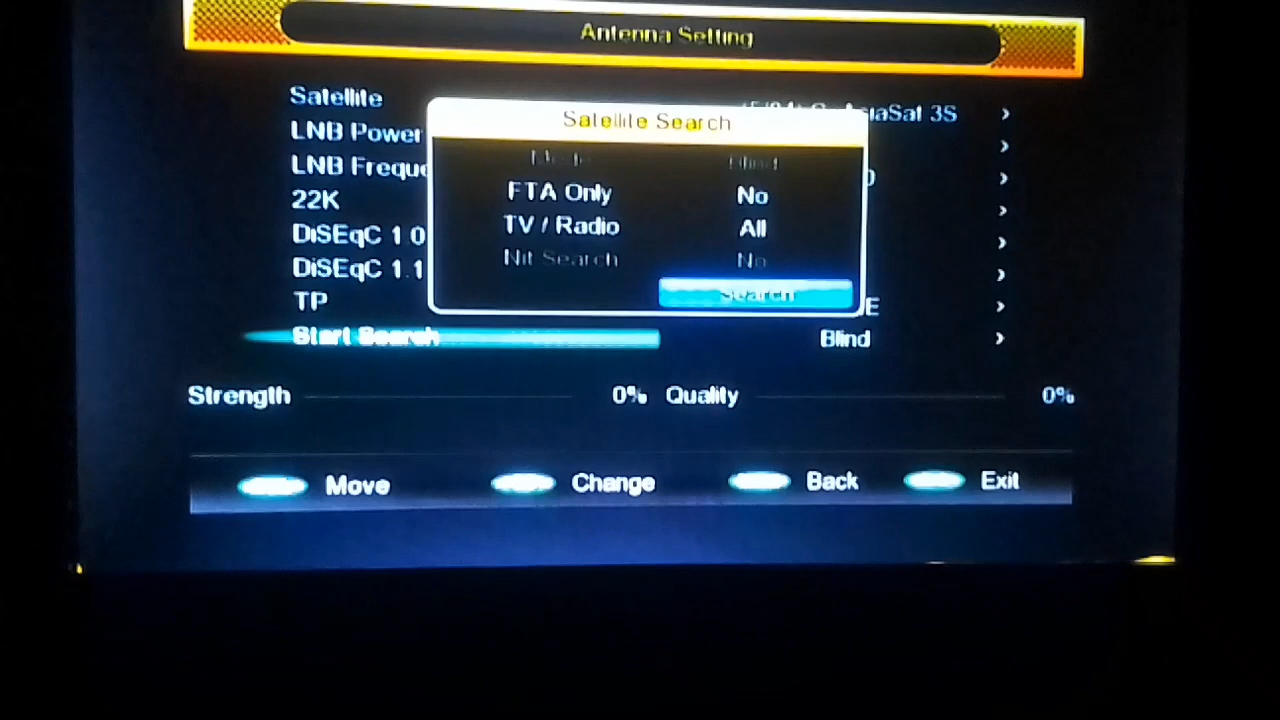 Antenna Setting
Satellite AsiaSat 3S
Satellite Search
LNB Power
Mode Blind
LNB Freque
FTA Only No
22K
TV / Radio All
DiSEqC 1.0
Nit Search No
DiSEqC 1.1
Search
TP E
Start Search Blind
Strength 0% Quality 0%
Move Change Back Exit